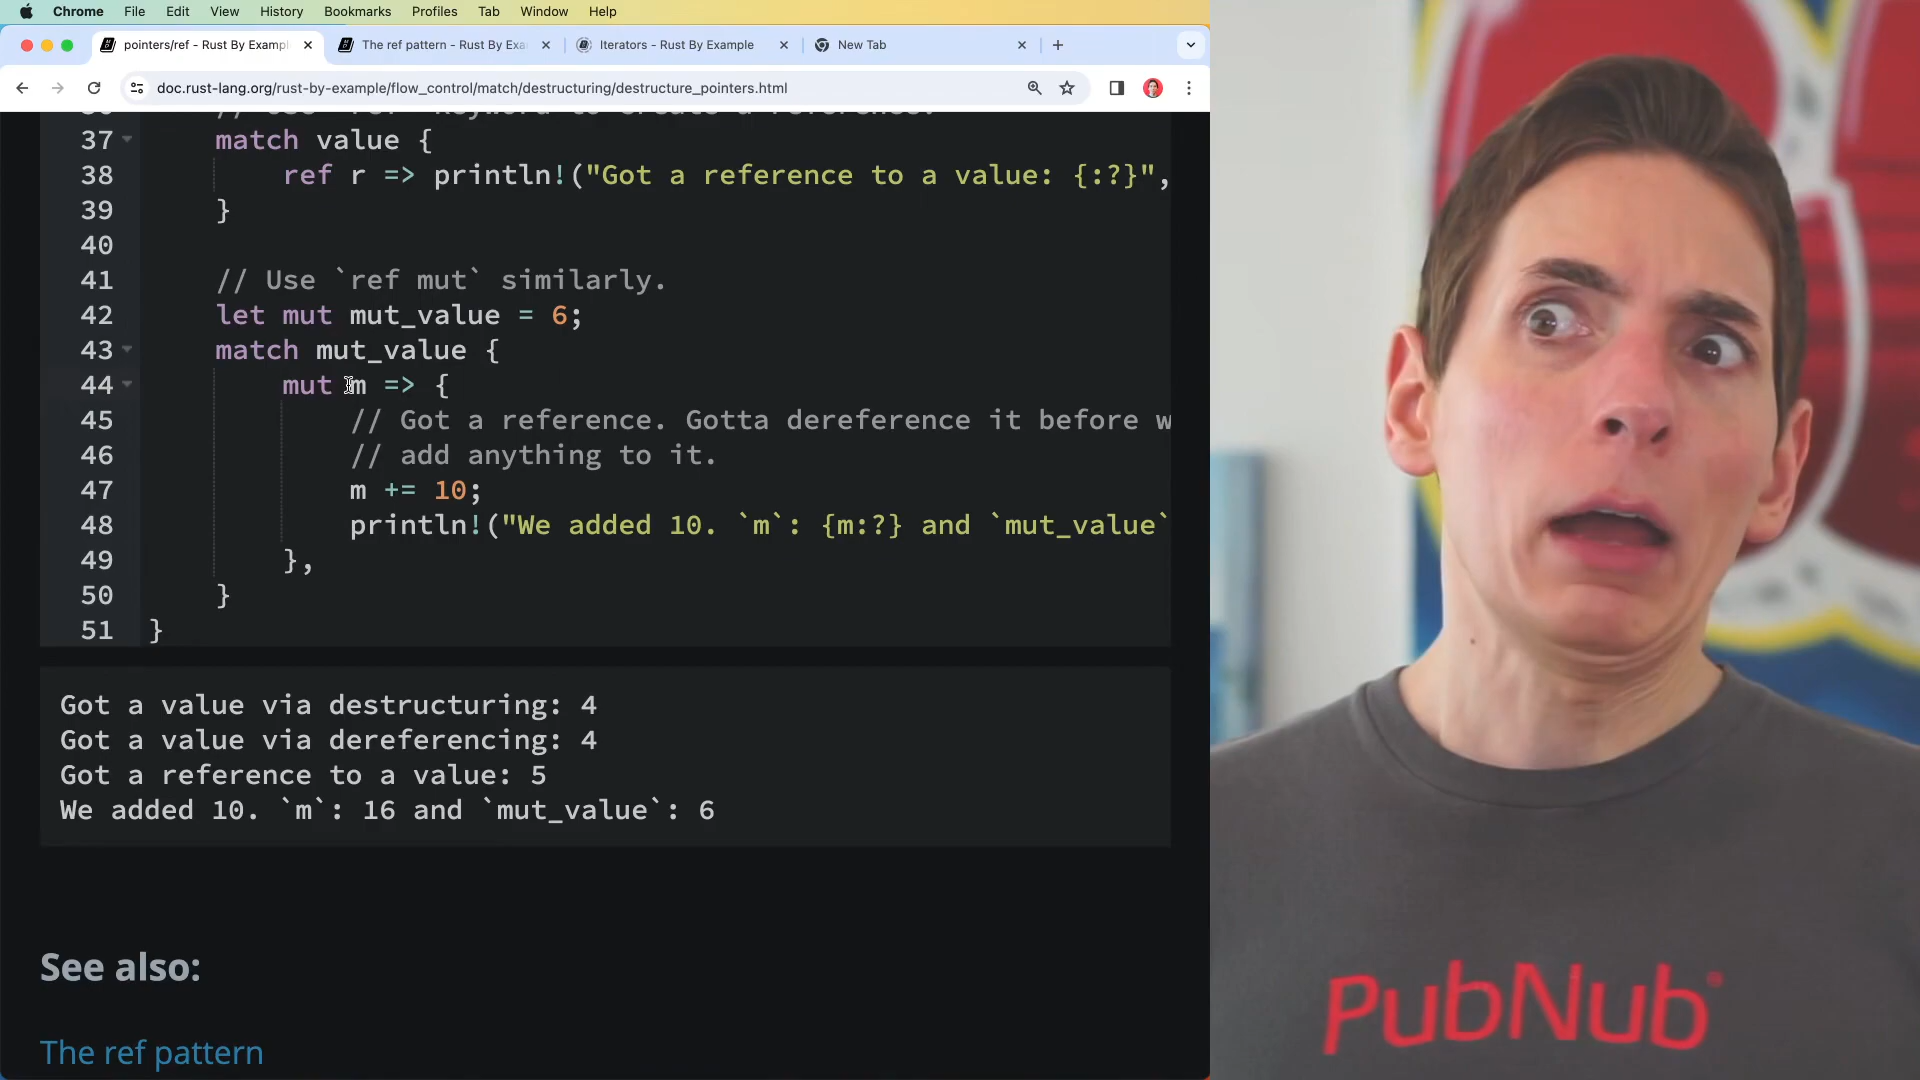 Chrome File Edit View History Bookmarks Profiles Tab Window Help
pointers/ref - Rust By Exampl
The ref pattern - Rust By Exa
Iterators - Rust By Example
New Tab
doc.rust-lang.org/rust-by-example/flow_control/match/destructuring/destructure_pointers.html
37 match value {
38 ref r => println!("Got a reference to a value: {:?}",
39 }
40
41 // Use `ref mut` similarly.
42 let mut mut_value = 6;
43 match mut_value {
44 mut m => {
45 // Got a reference. Gotta dereference it before w
46 // add anything to it.
47 m += 10;
48 println!("We added 10. `m`: {m:?} and `mut_value`
49 },
50 }
51 }
Got a value via destructuring: 4
Got a value via dereferencing: 4
Got a reference to a value: 5
We added 10. `m`: 16 and `mut_value`: 6
See also:
The ref pattern
PubNub®